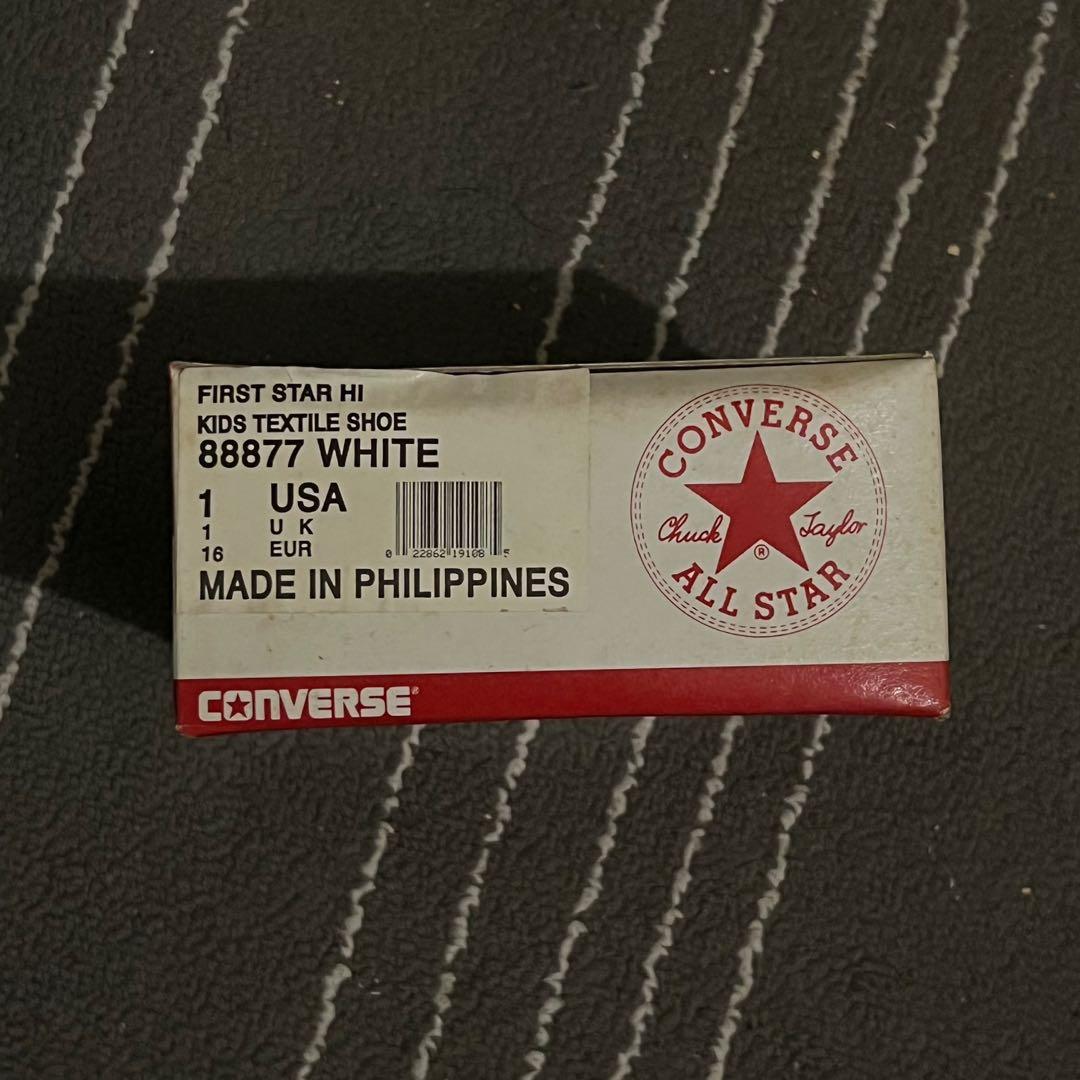 FIRST STAR HI
KIDS TEXTILE SHOE
88877 WHITE
1 USA
1 U K
16 EUR
0 22862 19108 5
MADE IN PHILIPPINES
CONVERSE
Chuck Taylor
®
ALL STAR
CONVERSE®